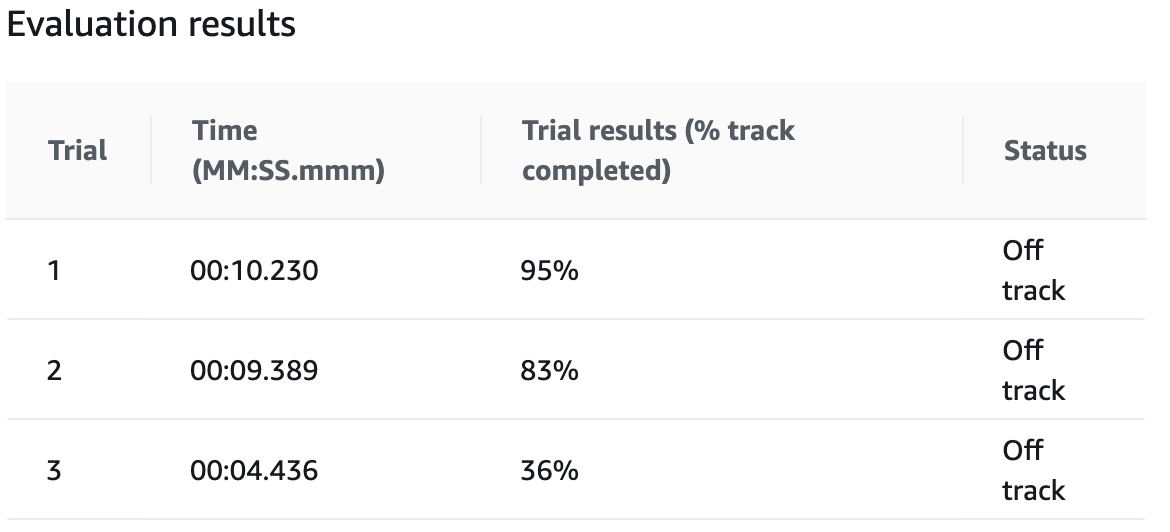 Evaluation results
Trial
Time
(MM:SS.mmm)
Trial results (% track
completed)
Status
1
00:10.230
95%
Off
track
2
00:09.389
83%
Off
track
3
00:04.436
36%
Off
track